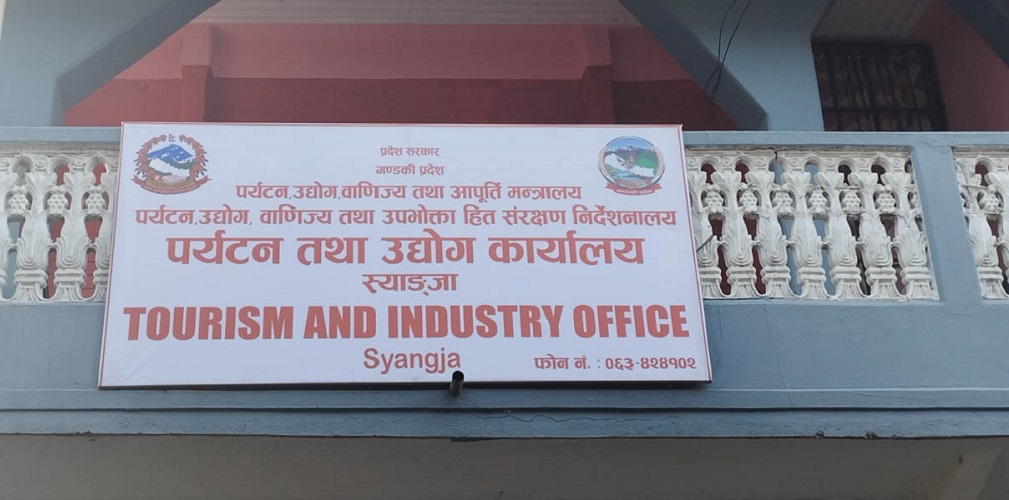 प्रदेश सरकार
गण्डकी प्रदेश
पर्यटन,उद्योग,वाणिज्य तथा आपूर्ति मन्त्रालय
पर्यटन,उद्योग, वाणिज्य तथा उपभोक्ता हित संरक्षण निर्देशनालय
पर्यटन तथा उद्योग कार्यालय
स्याङ्जा
TOURISM AND INDUSTRY OFFICE
Syangja
फोन नं. : ०६३-४२४१०२